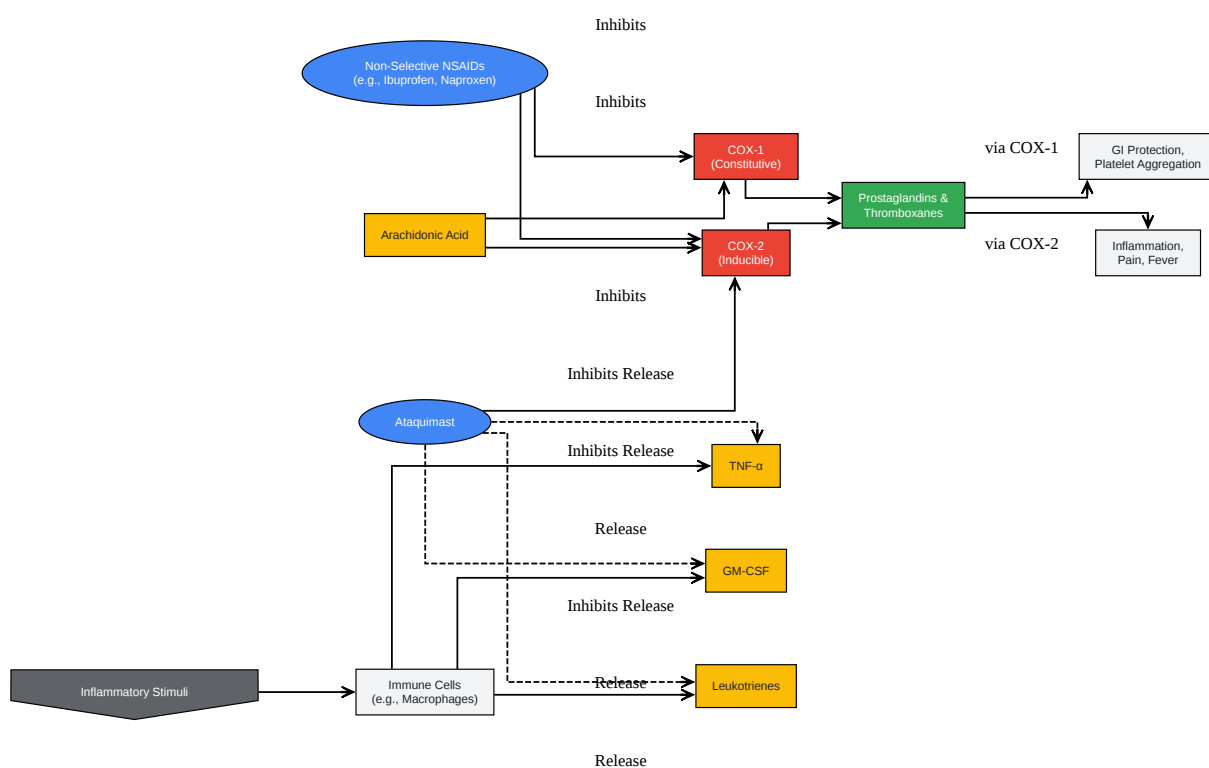 Inhibits
Non-Selective NSAIDs
(e.g., Ibuprofen, Naproxen)
Inhibits
COX-1
(Constitutive)
via COX-1
GI Protection,
Platelet Aggregation
Prostaglandins &
Thromboxanes
Arachidonic Acid
COX-2
(Inducible)
via COX-2
Inflammation,
Pain, Fever
Inhibits
Inhibits Release
Ataquimast
Inhibits Release
TNF-α
Release
GM-CSF
Inhibits Release
Inflammatory Stimuli
Immune Cells
(e.g., Macrophages)
Release
Leukotrienes
Release